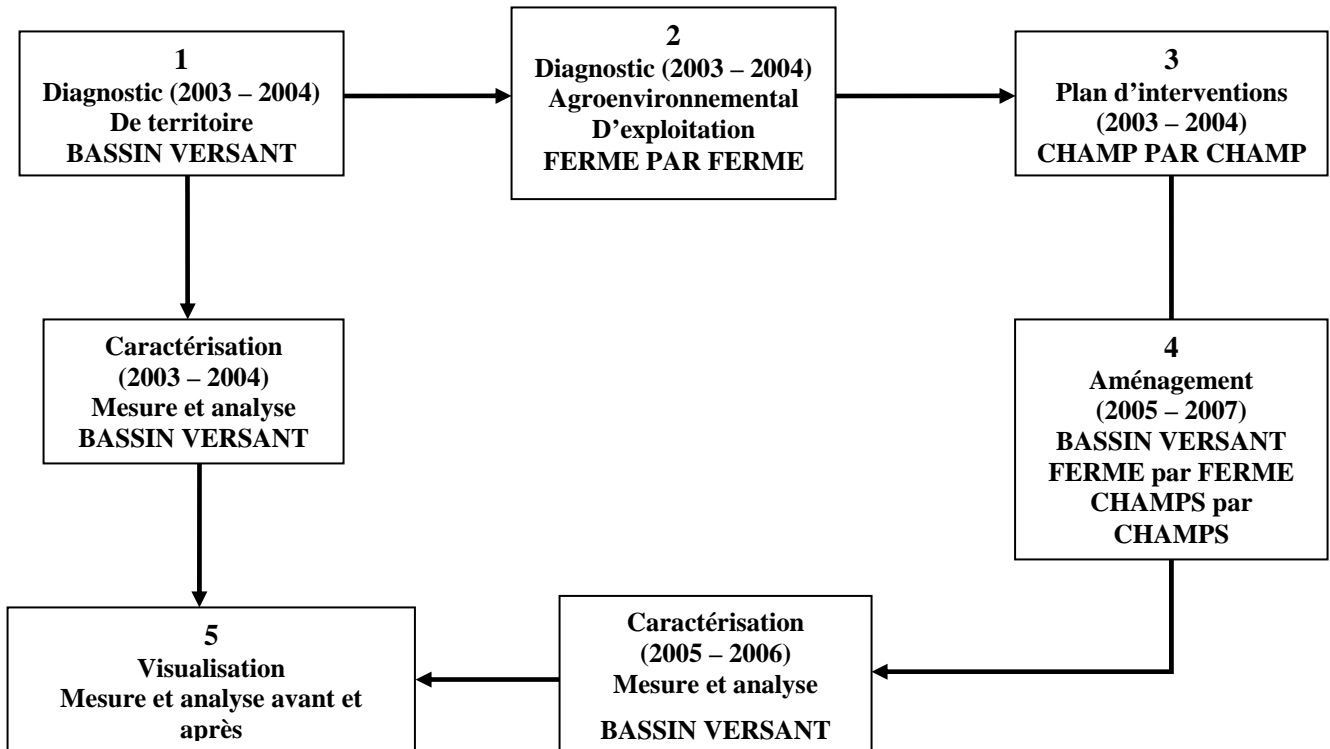 1
Diagnostic (2003 – 2004)
De territoire
BASSIN VERSANT
2
Diagnostic (2003 – 2004)
Agroenvironnemental
D'exploitation
FERME PAR FERME
3
Plan d'interventions
(2003 – 2004)
CHAMP PAR CHAMP
Caractérisation
(2003 – 2004)
Mesure et analyse
BASSIN VERSANT
4
Aménagement
(2005 – 2007)
BASSIN VERSANT
FERME par FERME
CHAMPS par
CHAMPS
5
Visualisation
Mesure et analyse avant et
après
Caractérisation
(2005 – 2006)
Mesure et analyse
BASSIN VERSANT